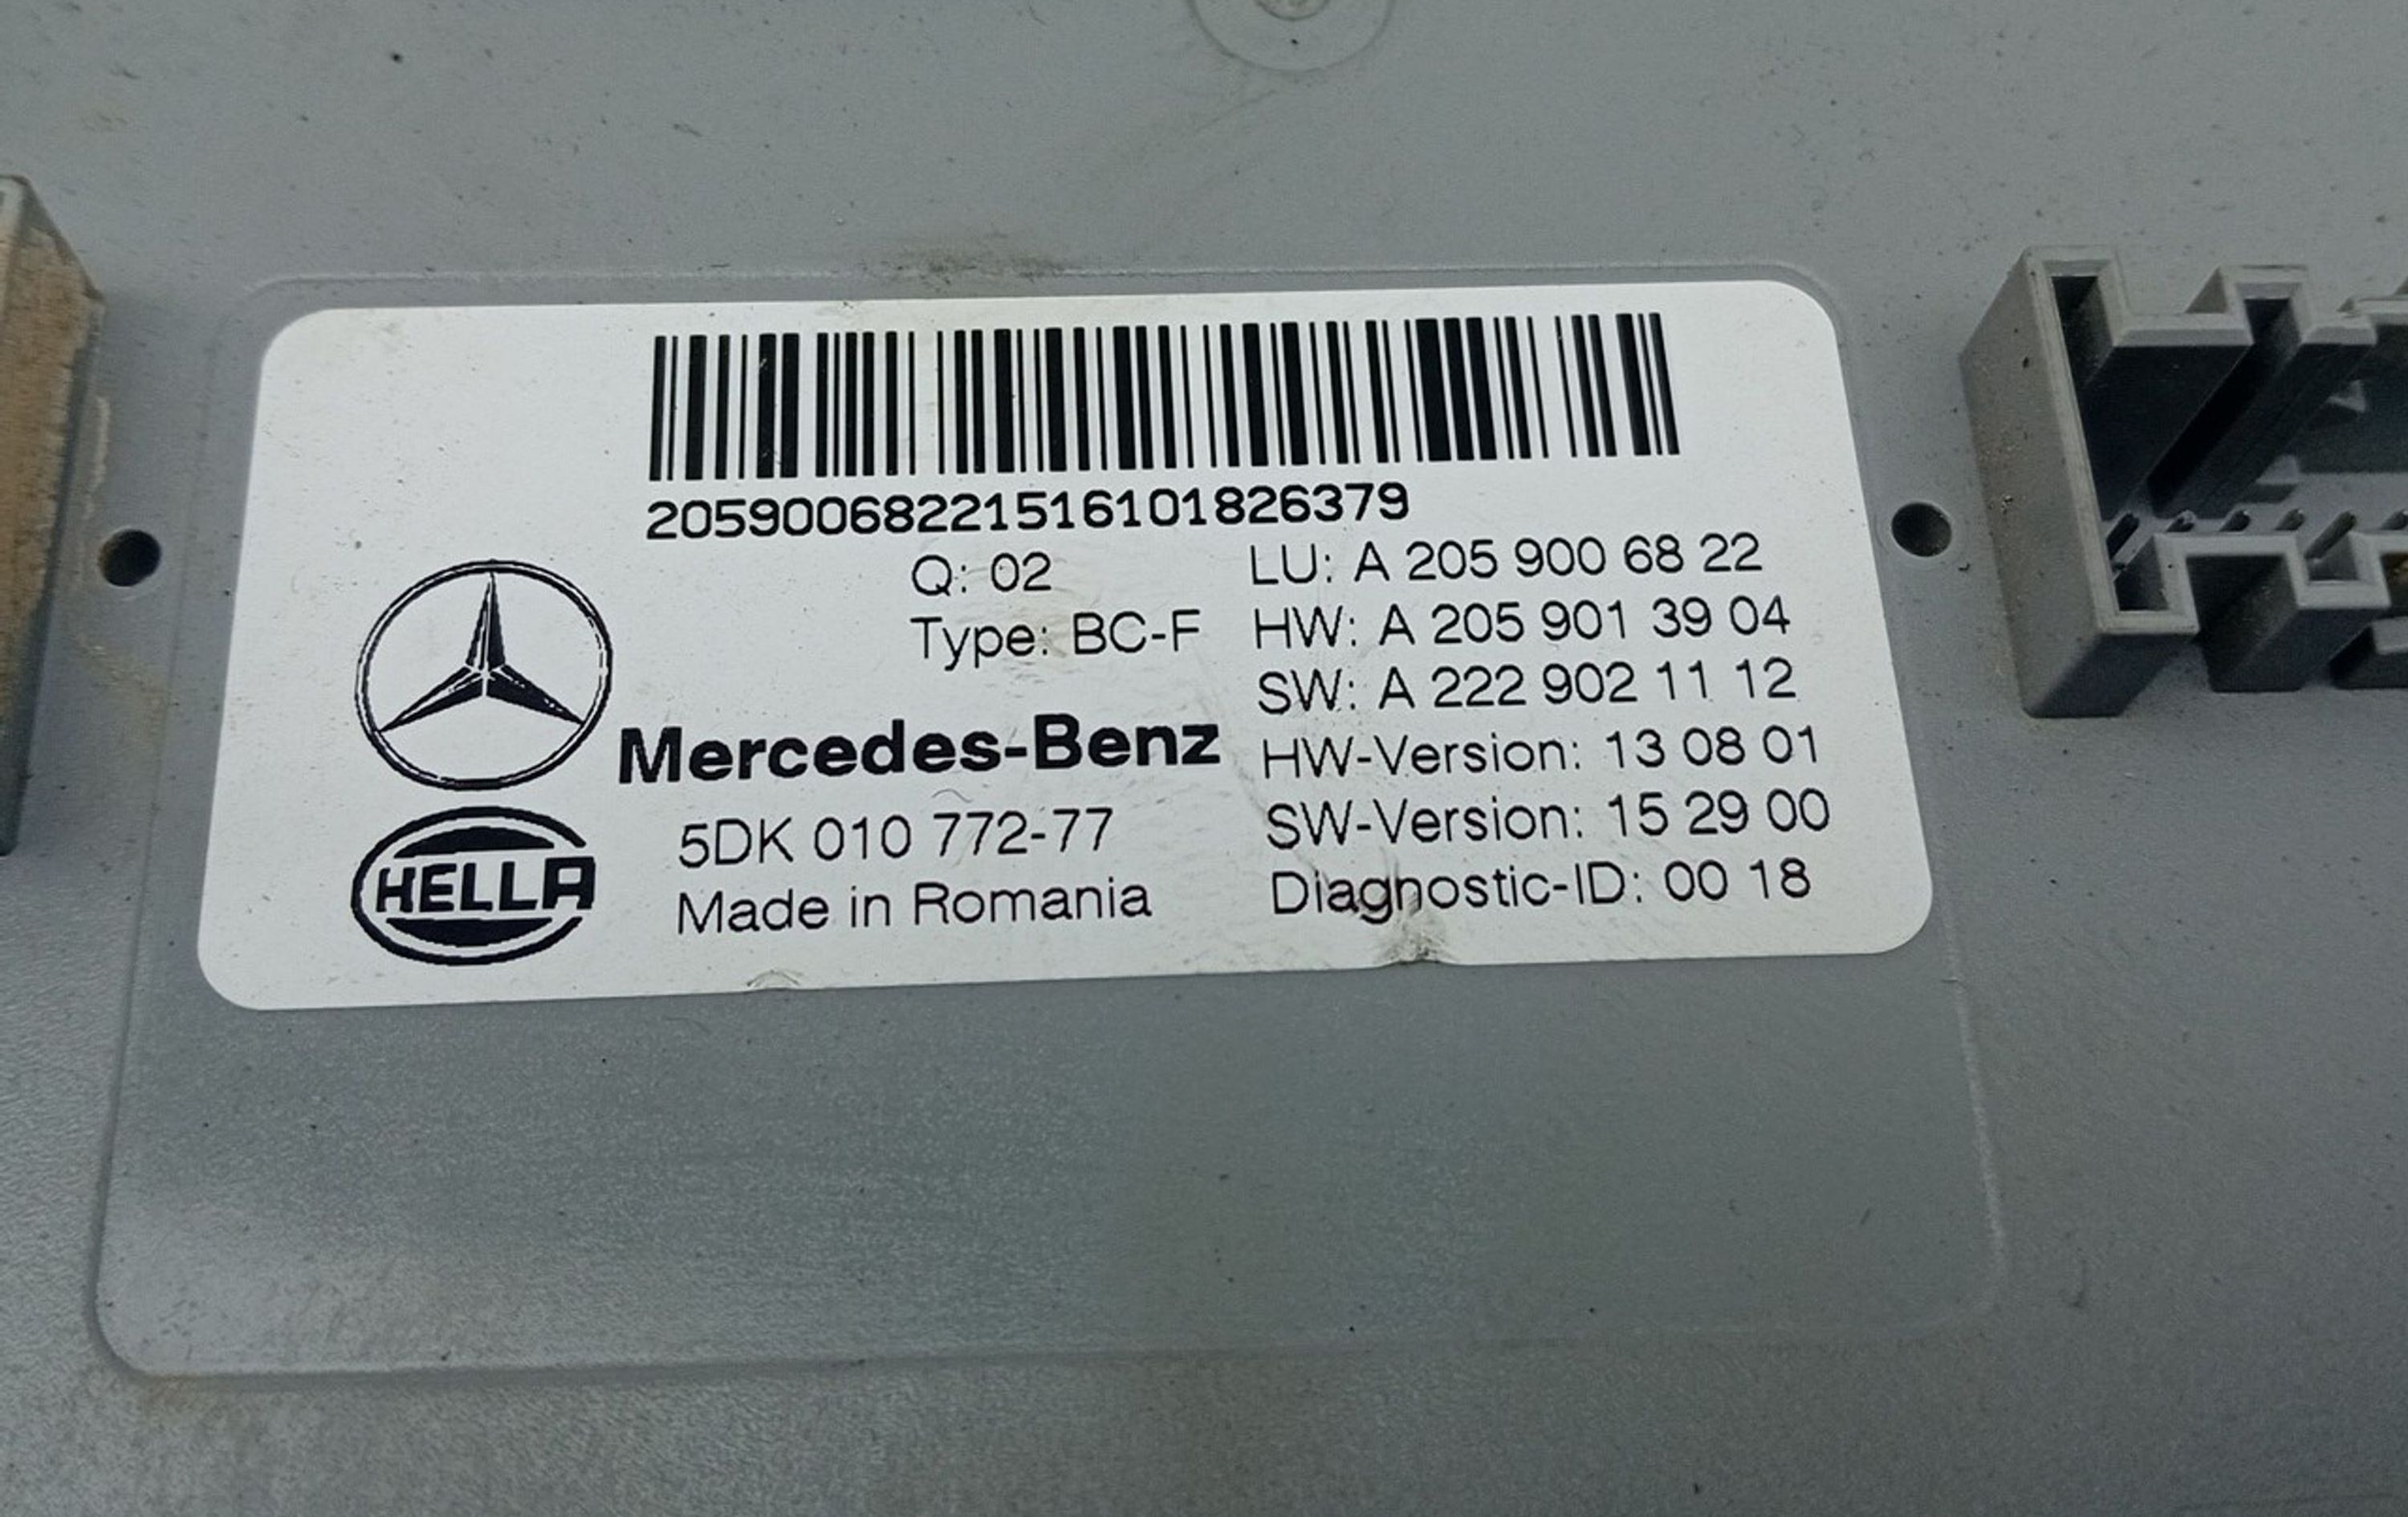 205900682215161018​26379
Q: 02
LU: A 205 900 68 22
Type: BC-F
HW: A 205 901 39 04
SW: A 222 902 11 12
Mercedes-Benz
HW-Version: 13 08 01
5DK 010 772-77
SW-Version: 15 29 00
HELLA
Made in Romania
Diagnostic-ID: 00 18